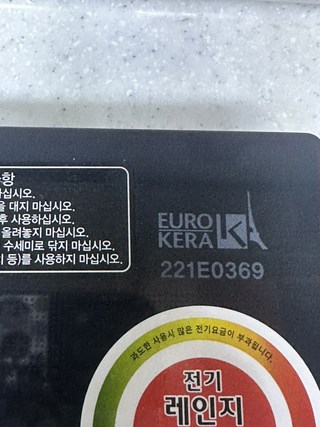 항
마십시오.
을 대지 마십시오.
후 사용하십시오.
올려놓지 마십시오.
수세미로 닦지 마십시오.
등)를 사용하지 마십시오.
EURO
KERA K
221E0369
과도한 사용시 많은 전기요금이 부과됩니다.
전기
레인지